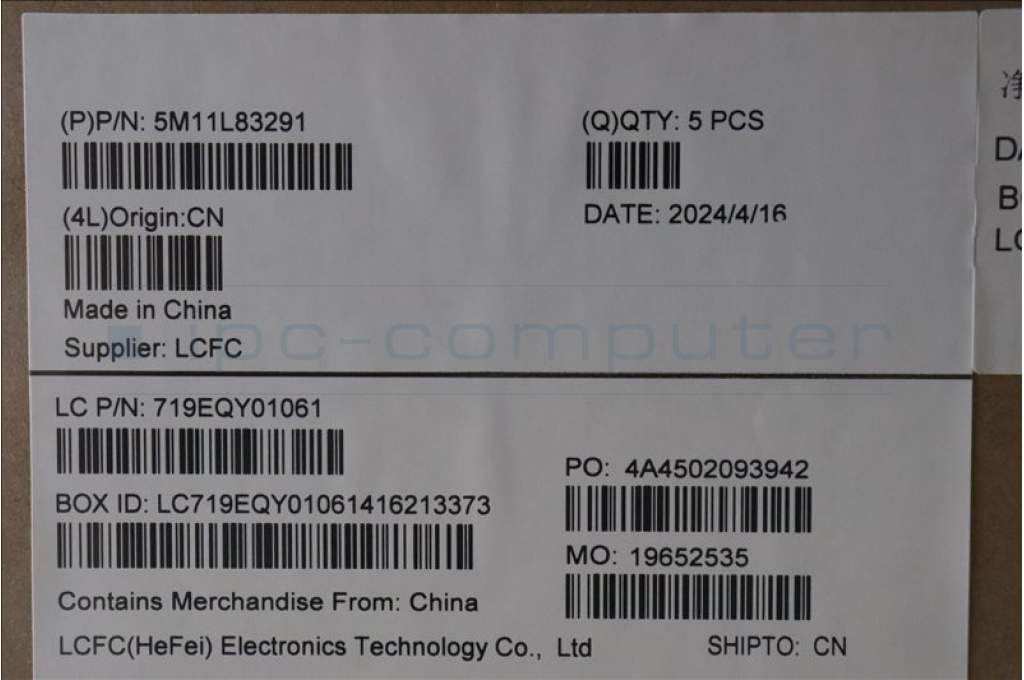 (P)P/N: 5M11L83291
(Q)QTY: 5 PCS
(4L)Origin:CN
DATE: 2024/4/16
Made in China
Supplier: LCFC
ipc-computer
LC P/N: 719EQY01061
PO: 4A4502093942
BOX ID: LC719EQY01061416213373
MO: 19652535
Contains Merchandise From: China
LCFC(HeFei) Electronics Technology Co., Ltd
SHIPTO: CN
净